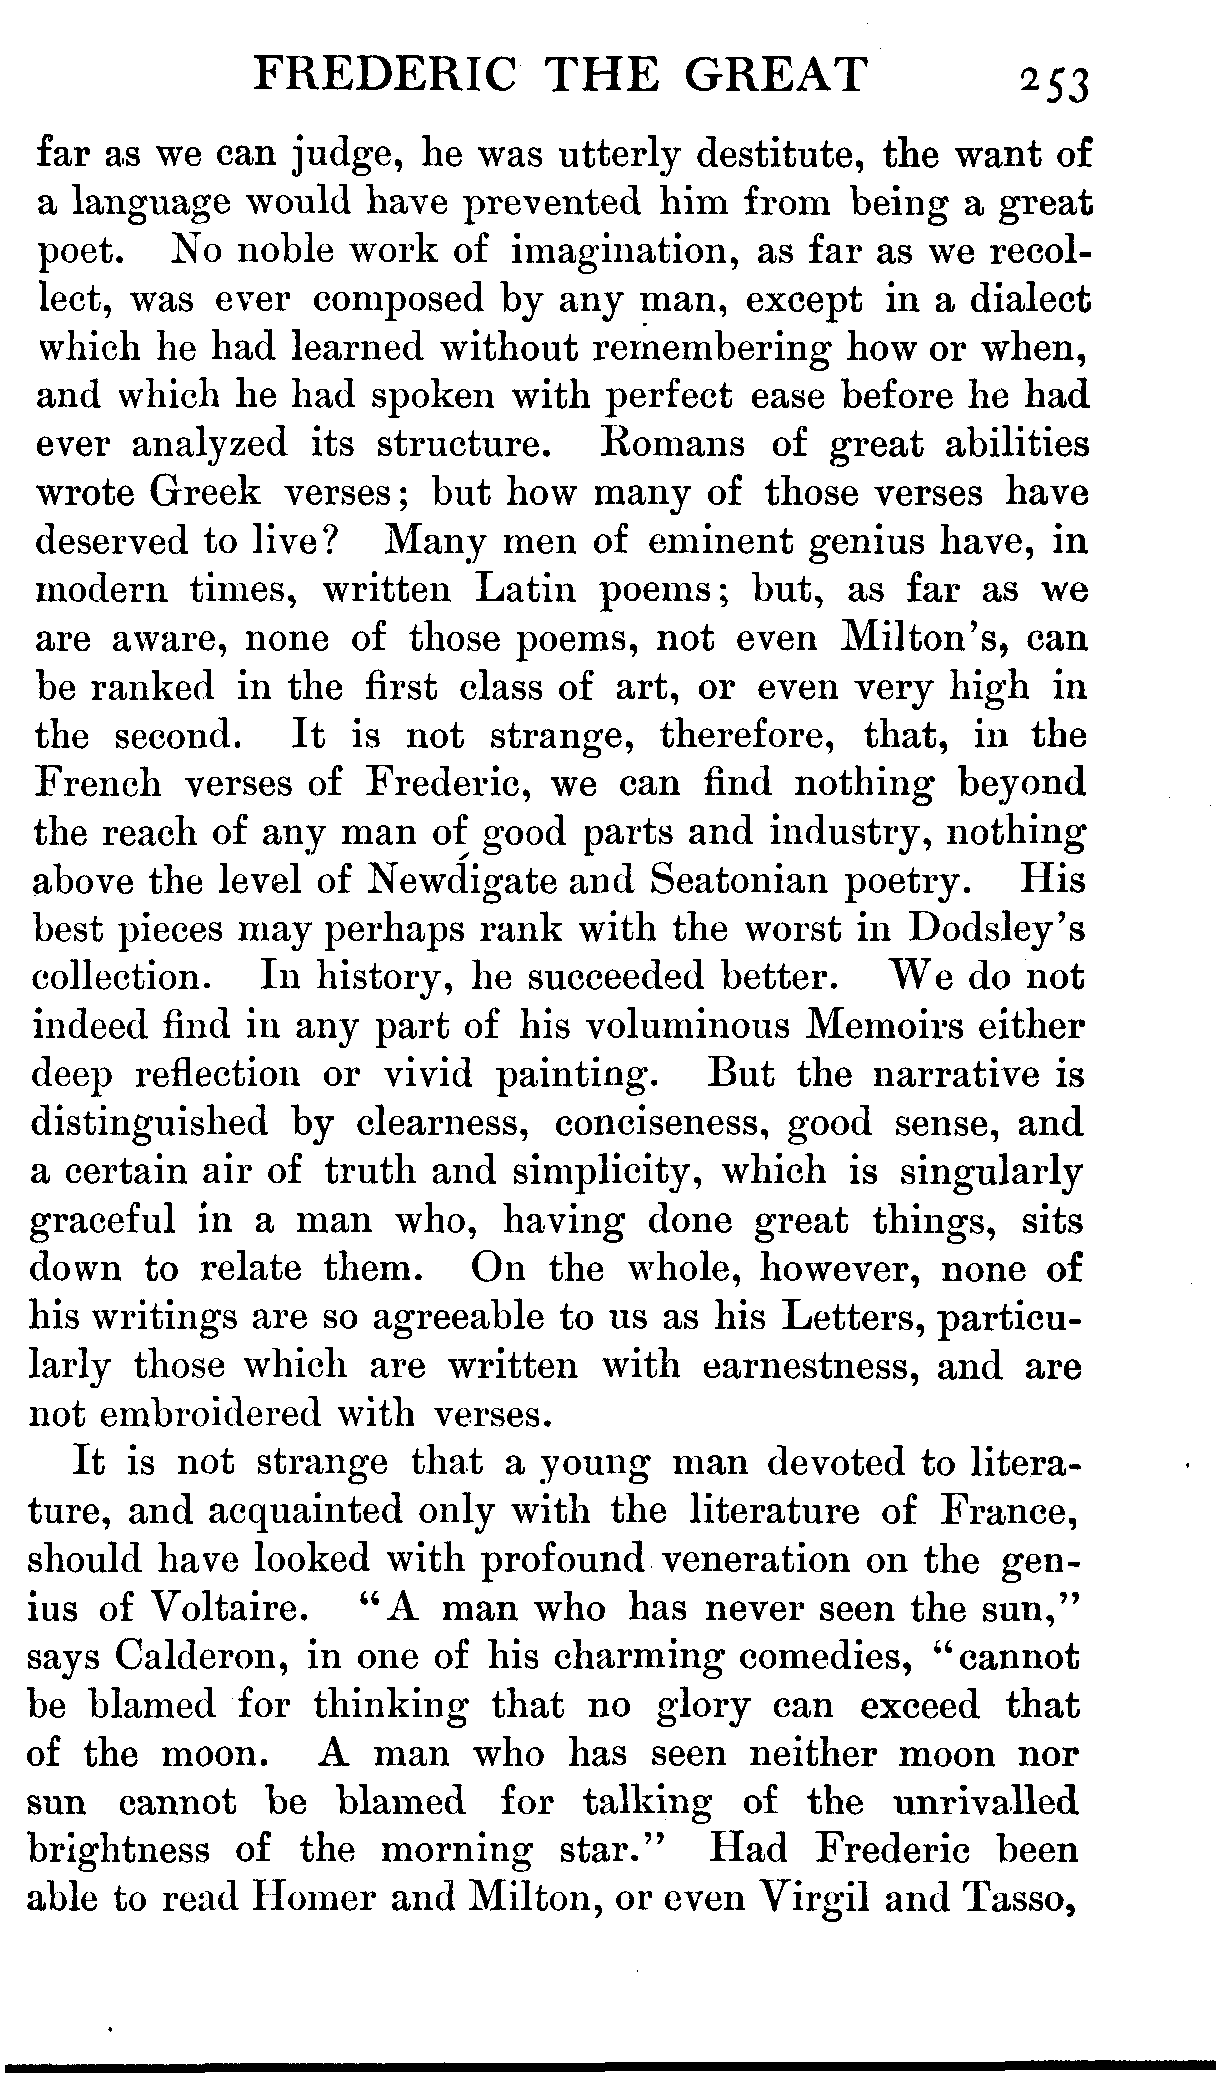 FREDERIC THE GREAT 253
far as we can judge, he was utterly destitute, the want of
a language would have prevented him from being a great
poet. No noble work of imagination, as far as we recol-
lect, was ever composed by any man, except in a dialect
which he had learned without remembering how or when,
and which he had spoken with perfect ease before he had
ever analyzed its structure. Romans of great abilities
wrote Greek verses; but how many of those verses have
deserved to live? Many men of eminent genius have, in
modern times, written Latin poems; but, as far as we
are aware, none of those poems, not even Milton's, can
be ranked in the first class of art, or even very high in
the second. It is not strange, therefore, that, in the
French verses of Frederic, we can find nothing beyond
the reach of any man of good parts and industry, nothing
above the level of Newdigate and Seatonian poetry. His
best pieces may perhaps rank with the worst in Dodsley's
collection. In history, he succeeded better. We do not
indeed find in any part of his voluminous Memoirs either
deep reflection or vivid painting. But the narrative is
distinguished by clearness, conciseness, good sense, and
a certain air of truth and simplicity, which is singularly
graceful in a man who, having done great things, sits
down to relate them. On the whole, however, none of
his writings are so agreeable to us as his Letters, particu-
larly those which are written with earnestness, and are
not embroidered with verses.
It is not strange that a young man devoted to litera-
ture, and acquainted only with the literature of France,
should have looked with profound veneration on the gen-
ius of Voltaire. "A man who has never seen the sun,"
says Calderon, in one of his charming comedies, "cannot
be blamed for thinking that no glory can exceed that
of the moon. A man who has seen neither moon nor
sun cannot be blamed for talking of the unrivalled
brightness of the morning star." Had Frederic been
able to read Homer and Milton, or even Virgil and Tasso,